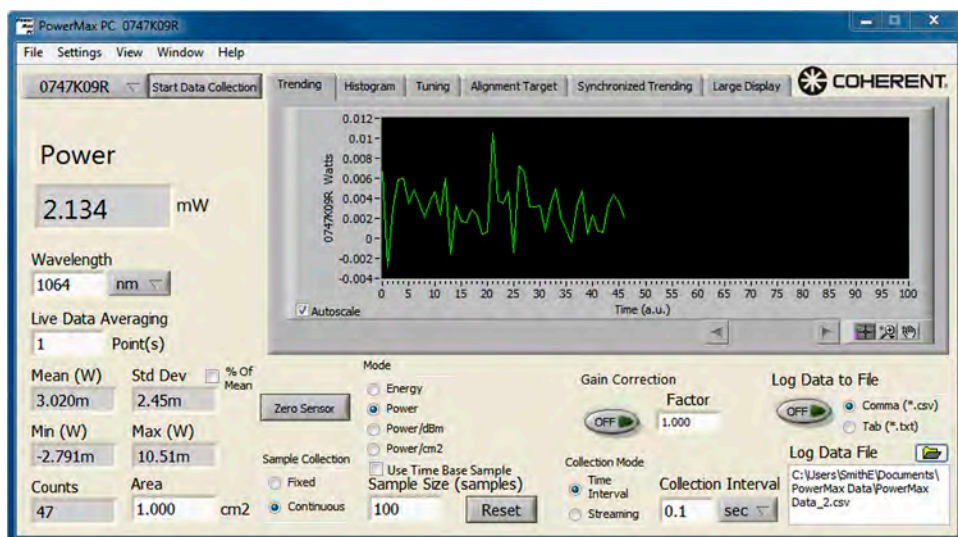 PowerMax PC 0747K09R
File Settings View Window Help
0747K09R Start Data Collection Trending Histogram Tuning Alignment Target Synchronized Trending Large Display COHERENT.
Power
2.134 mW
Wavelength
1064 nm
Live Data Averaging
1 Point(s)
0747K09R Watts
0.012
0.01
0.008
0.006
0.004
0.002
0
-0.002
-0.004
0 5 10 15 20 25 30 35 40 45 50 55 60 65 70 75 80 85 90 95 100
Autoscale Time (a.u.)
Mean (W) Std Dev % Of Mean
3.020m 2.45m
Min (W) Max (W)
-2.791m 10.51m
Counts Area
47 1.000 cm2
Zero Sensor
Sample Collection
Fixed
Continuous
Mode
Energy
Power
Power/dBm
Power/cm2
Use Time Base Sample
Sample Size (samples)
100 Reset
Gain Correction
OFF Factor
1.000
Collection Mode
Time Interval
Streaming
Collection Interval
0.1 sec
Log Data to File
OFF Comma (*.csv)
Tab (*.txt)
Log Data File
C:\Users\SmithE\Documents\
PowerMax Data\PowerMax
Data_2.csv